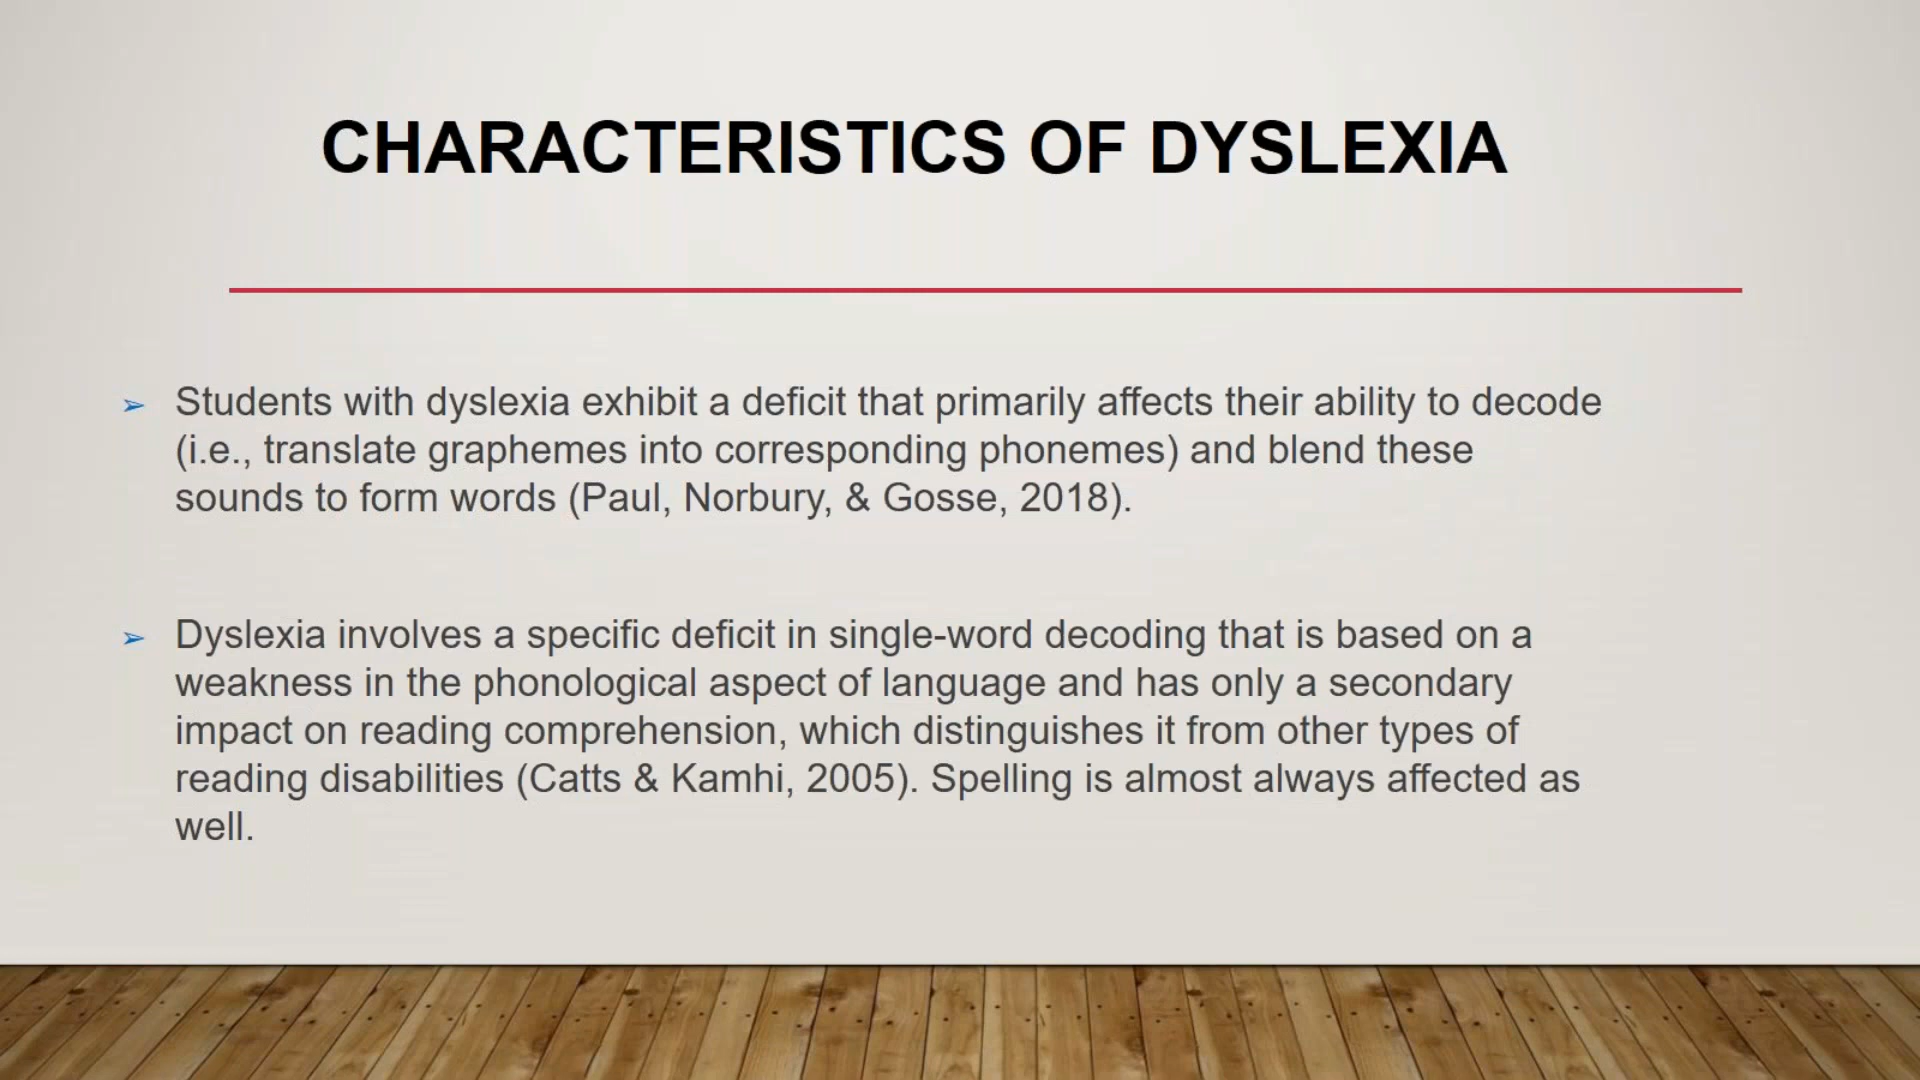 CHARACTERISTICS OF DYSLEXIA
➢ Students with dyslexia exhibit a deficit that primarily affects their ability to decode
(i.e., translate graphemes into corresponding phonemes) and blend these
sounds to form words (Paul, Norbury, & Gosse, 2018).
➢ Dyslexia involves a specific deficit in single-word decoding that is based on a
weakness in the phonological aspect of language and has only a secondary
impact on reading comprehension, which distinguishes it from other types of
reading disabilities (Catts & Kamhi, 2005). Spelling is almost always affected as
well.